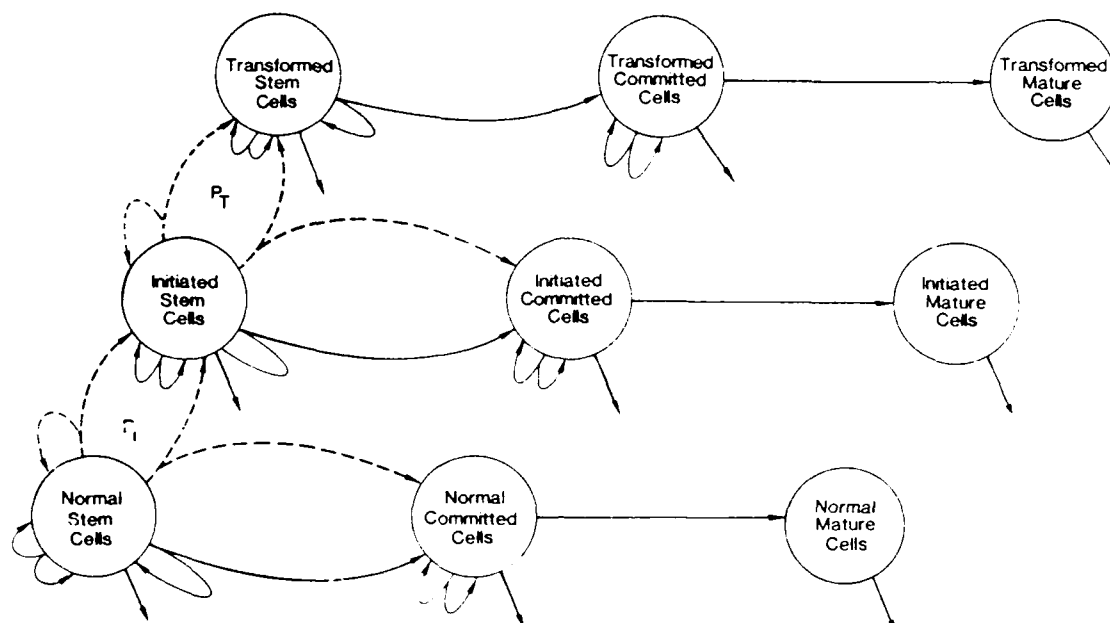 Transformed
Stem
Cells
Transformed
Committed
Cells
Transformed
Mature
Cells
P_T
Initiated
Stem
Cells
Initiated
Committed
Cells
Initiated
Mature
Cells
Normal
Stem
Cells
Normal
Committed
Cells
Normal
Mature
Cells